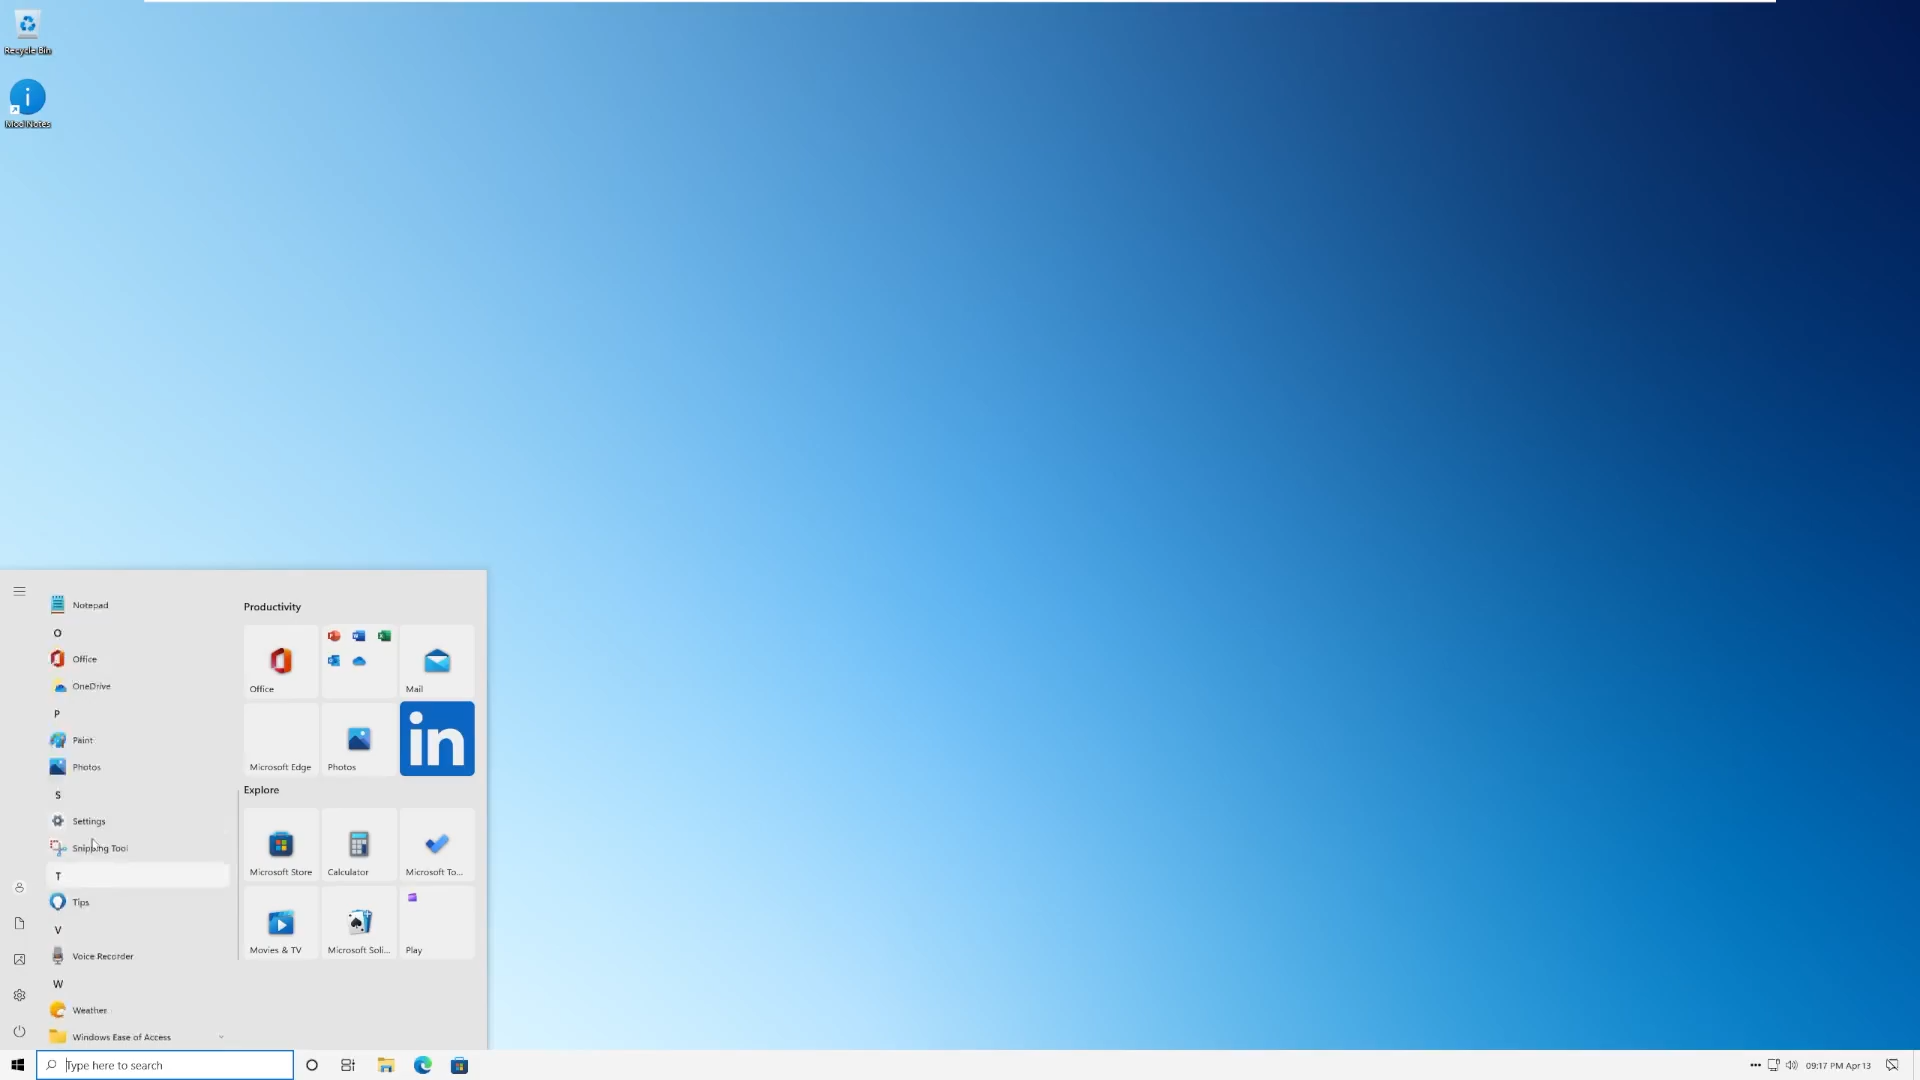 Recycle Bin
Mod Notes
Notepad
O
Office
OneDrive
P
Paint
Photos
S
Settings
Snipping Tool
T
Tips
V
Voice Recorder
W
Weather
Windows Ease of Access
Productivity
Office
Mail
Microsoft Edge
Photos
in
Explore
Microsoft Store
Calculator
Microsoft To...
Movies & TV
Microsoft Soli...
Play
Type here to search
09:17 PM Apr 13